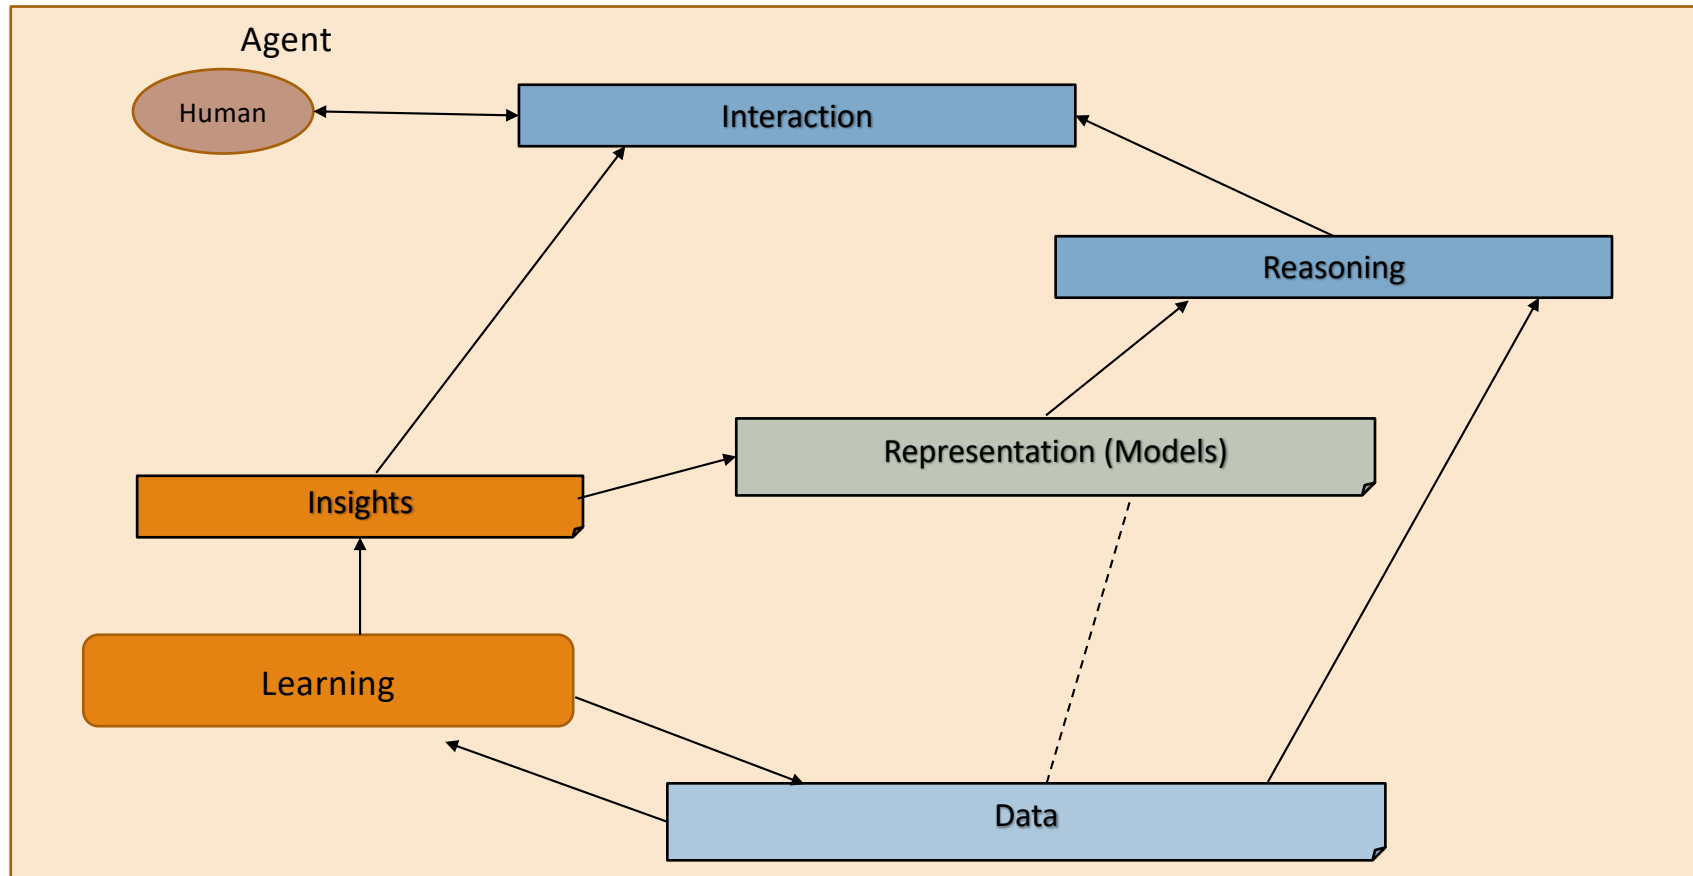 Agent
Human
Interaction
Reasoning
Representation (Models)
Insights
Learning
Data